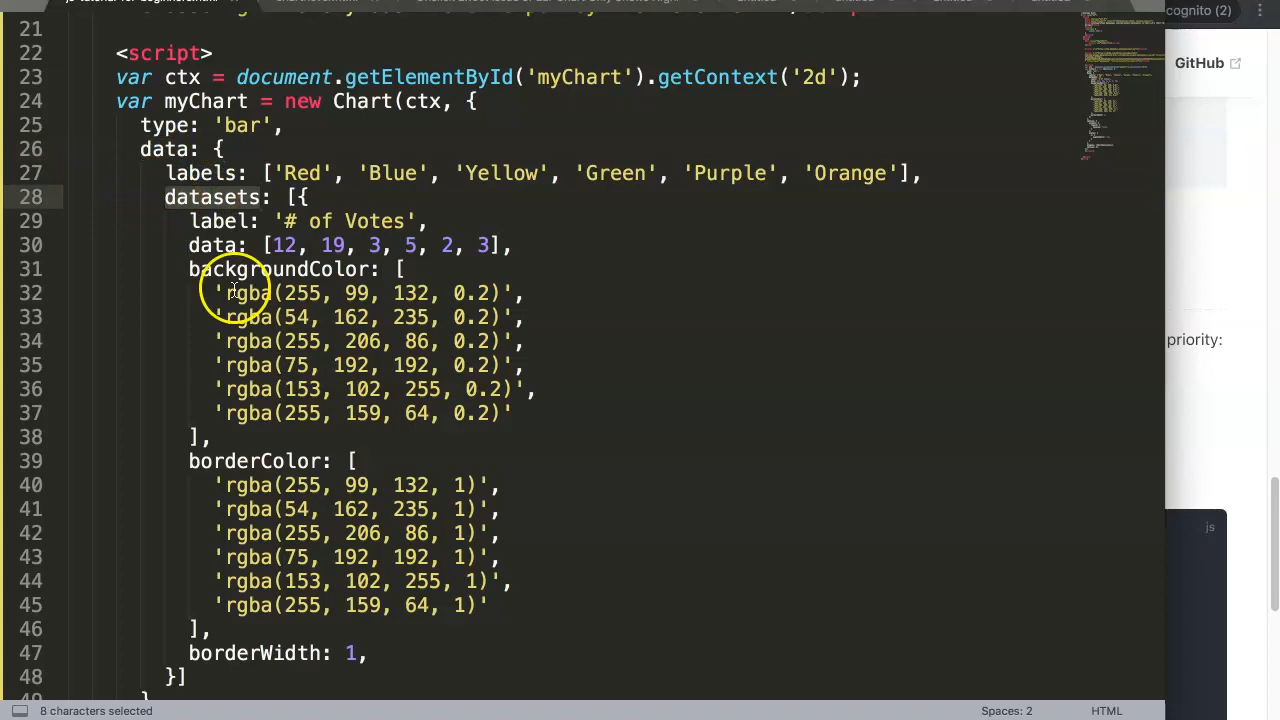 cognito (2)
GitHub
21
22 <script>
23 var ctx = document.getElementById('myChart').getContext('2d');
24 var myChart = new Chart(ctx, {
25 type: 'bar',
26 data: {
27 labels: ['Red', 'Blue', 'Yellow', 'Green', 'Purple', 'Orange'],
28 datasets: [{
29 label: '# of Votes',
30 data: [12, 19, 3, 5, 2, 3],
31 backgroundColor: [
32 'rgba(255, 99, 132, 0.2)',
33 'rgba(54, 162, 235, 0.2)',
34 'rgba(255, 206, 86, 0.2)',
35 'rgba(75, 192, 192, 0.2)',
36 'rgba(153, 102, 255, 0.2)',
37 'rgba(255, 159, 64, 0.2)'
38 ],
39 borderColor: [
40 'rgba(255, 99, 132, 1)',
41 'rgba(54, 162, 235, 1)',
42 'rgba(255, 206, 86, 1)',
43 'rgba(75, 192, 192, 1)',
44 'rgba(153, 102, 255, 1)',
45 'rgba(255, 159, 64, 1)'
46 ],
47 borderWidth: 1,
48 }]
priority:
js
8 characters selected
Spaces: 2
HTML